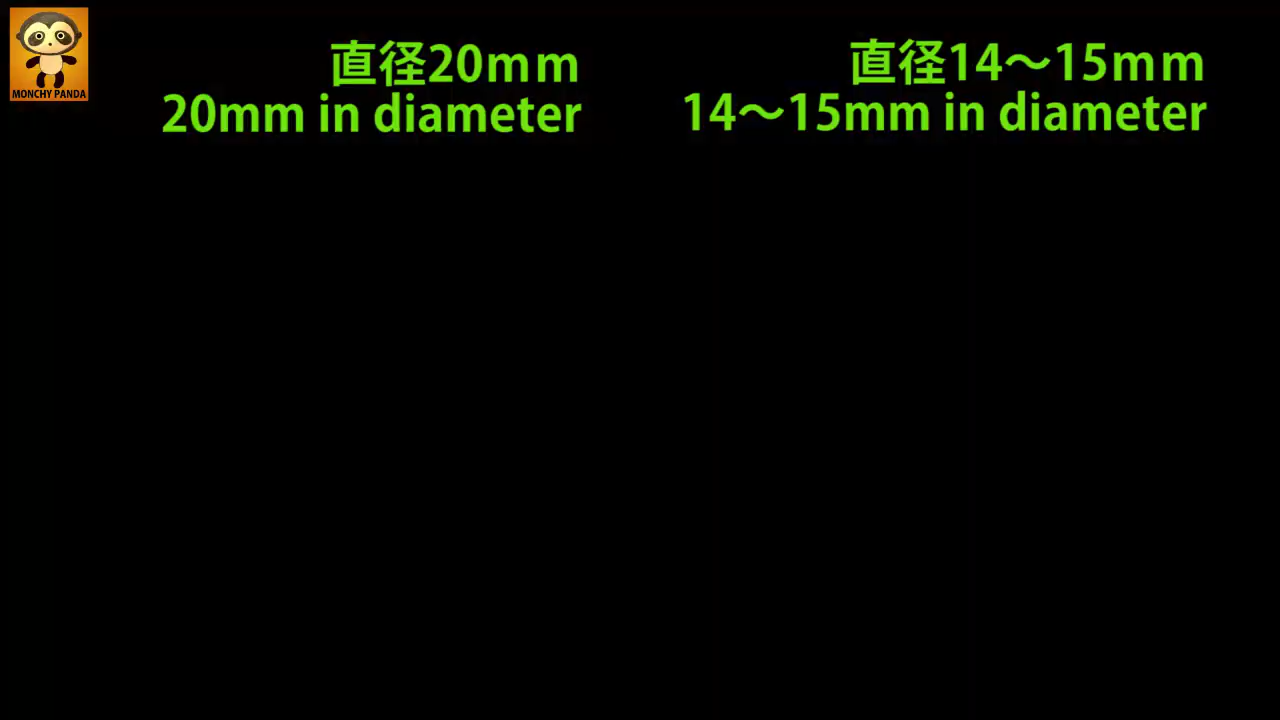 MONCHY PANDA
直径20mm
20mm in diameter
直径14～15mm
14～15mm in diameter